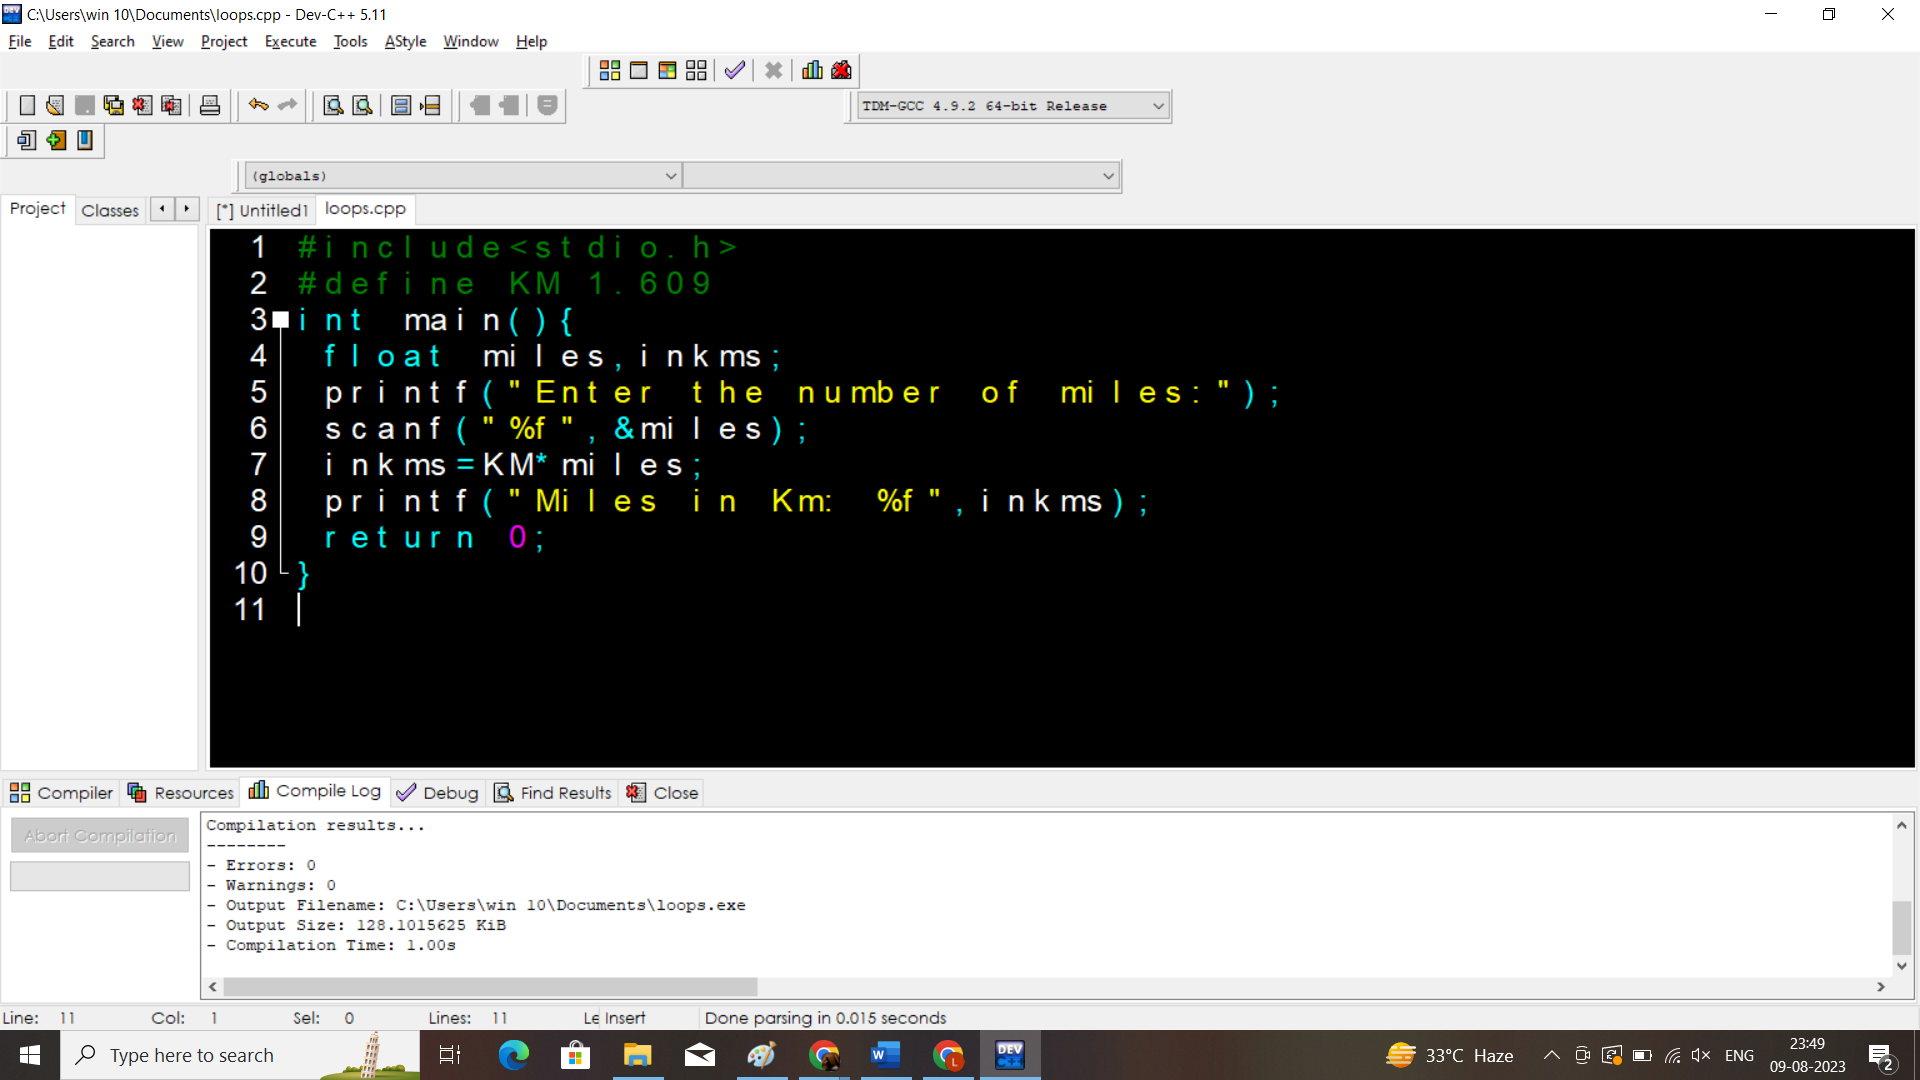 C:\Users\win 10\Documents\loops.cpp - Dev-C++ 5.11
File Edit Search View Project Execute Tools AStyle Window Help
TDM-GCC 4.9.2 64-bit Release
(globals)
Project Classes [*] Untitled1 loops.cpp
1 #include<stdio.h>
2 #define KM 1.609
3 int main(){
4 float miles,inkms;
5 printf("Enter the number of miles:");
6 scanf("%f",&miles);
7 inkms=KM*miles;
8 printf("Miles in Km: %f",inkms);
9 return 0;
10 }
11
Compiler Resources Compile Log Debug Find Results Close
Abort Compilation
Compilation results...
--------
- Errors: 0
- Warnings: 0
- Output Filename: C:\Users\win 10\Documents\loops.exe
- Output Size: 128.1015625 KiB
- Compilation Time: 1.00s
Line: 11 Col: 1 Sel: 0 Lines: 11 Le Insert Done parsing in 0.015 seconds
Type here to search
DEV C++
33°C Haze
ENG
23:49
09-08-2023
2